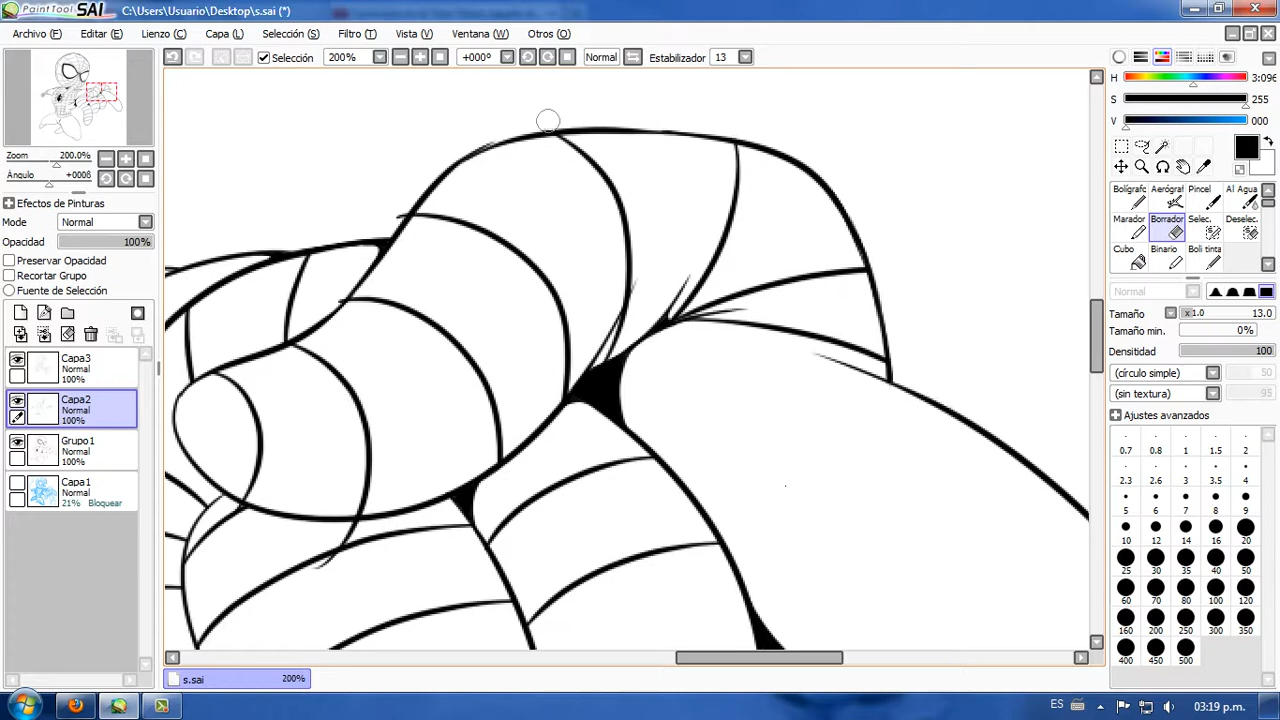 PaintTool SAI C:\Users\Usuario\Desktop\s.sai (*)
Archivo (F) Editar (E) Lienzo (C) Capa (L) Selección (S) Filtro (T) Vista (V) Ventana (W) Otros (O)
Selección 200% +000° Normal Estabilizador 13
Zoom 200.0%
Ángulo +000ß
Efectos de Pinturas
Mode Normal
Opacidad 100%
Preservar Opacidad
Recortar Grupo
Fuente de Selección
Capa3
Normal
100%
Capa2
Normal
100%
Grupo1
Normal
100%
Capa1
Normal
21% Bloquear
s.sai 200%
H 3:096
S 255
V 000
Bolígrafo Aerógrafo Pincel Al Agua
Marador Borrador Selec. Deselec.
Cubo Binario Boli tinta
Normal
Tamaño x1.0 13.0
Tamaño min. 0%
Densidad 100
(círculo simple) 50
(sin textura) 95
Ajustes avanzados
0.7 0.8 1 1.5 2
2.3 2.6 3 3.5 4
5 6 7 8 9
10 12 14 16 20
25 30 35 40 50
60 70 80 100 120
160 200 250 300 350
400 450 500
ES 03:19 p.m.